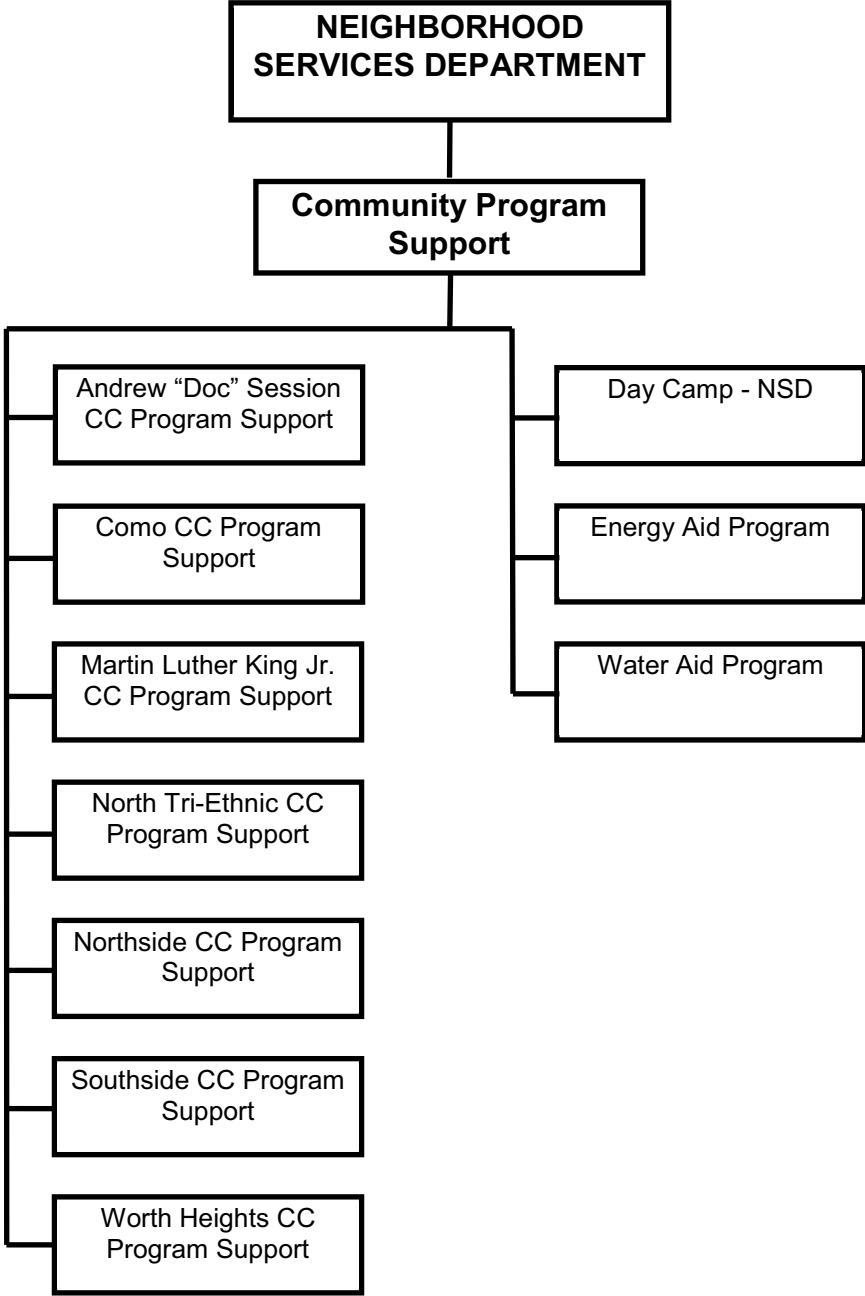 NEIGHBORHOOD
SERVICES DEPARTMENT
Community Program
Support
Andrew “Doc” Session
CC Program Support
Como CC Program
Support
Martin Luther King Jr.
CC Program Support
North Tri-Ethnic CC
Program Support
Northside CC Program
Support
Southside CC Program
Support
Worth Heights CC
Program Support
Day Camp - NSD
Energy Aid Program
Water Aid Program